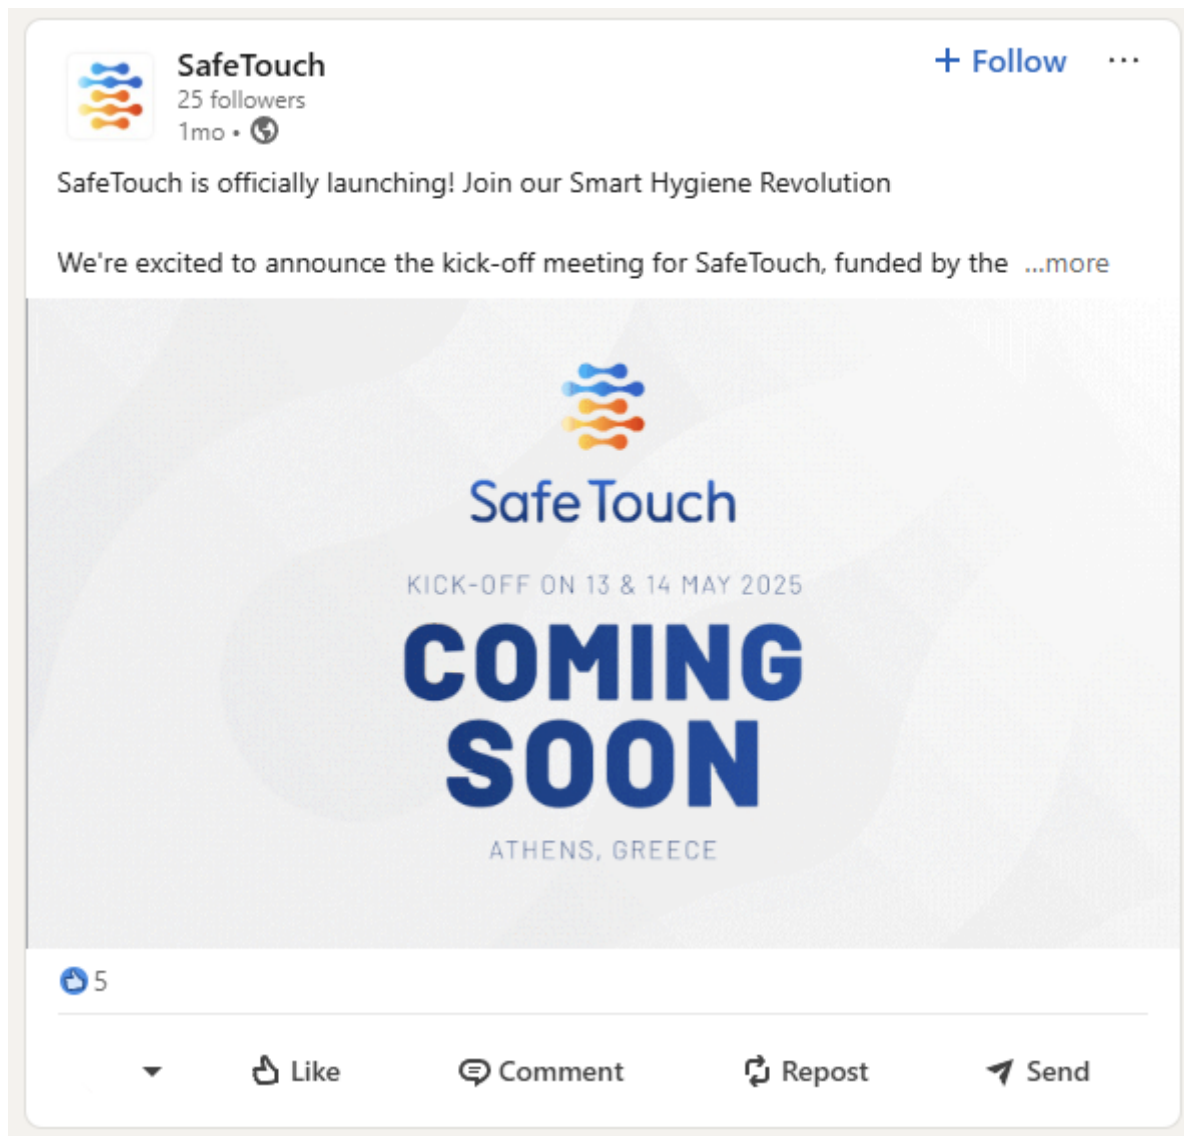 SafeTouch
+ Follow ...
25 followers
1mo •
SafeTouch is officially launching! Join our Smart Hygiene Revolution
We're excited to announce the kick-off meeting for SafeTouch, funded by the ...more
Safe Touch
KICK-OFF ON 13 & 14 MAY 2025
COMING
SOON
ATHENS, GREECE
5
Like Comment Repost Send